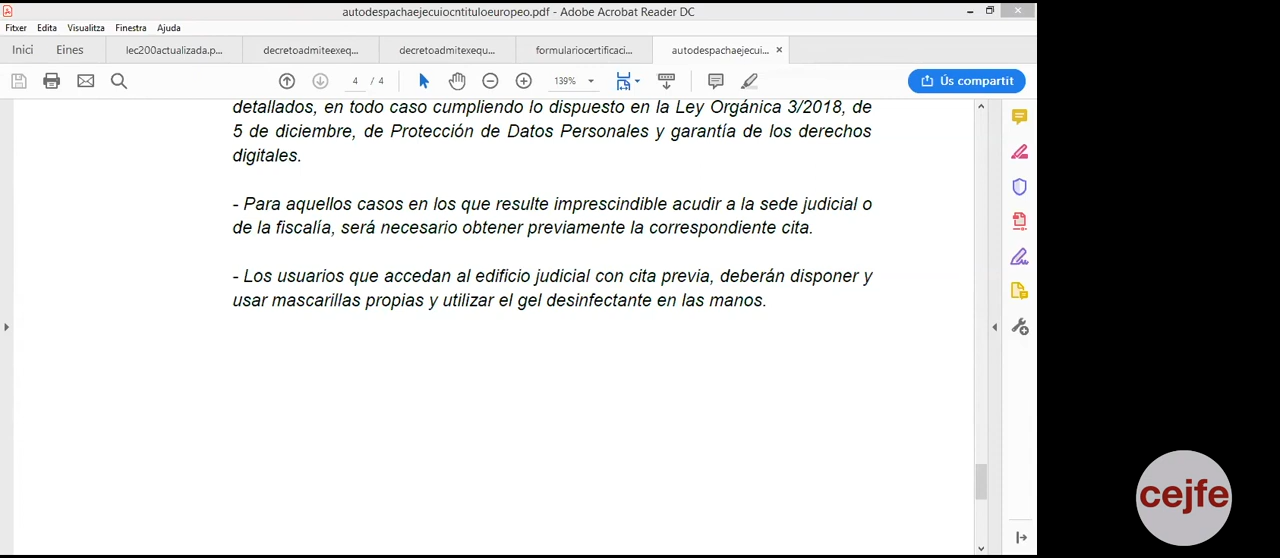 autodespachaejecuiocntituloeuropeo.pdf - Adobe Acrobat Reader DC
Fitxer Edita Visualitza Finestra Ajuda
Inici Eines lec200actualizada.p... decretoadmiteexeq... decretoadmitexequ... formulariocertificaci... autodespachaejecui... ×
4 / 4 139% Ús compartit
detallados, en todo caso cumpliendo lo dispuesto en la Ley Orgánica 3/2018, de
5 de diciembre, de Protección de Datos Personales y garantía de los derechos
digitales.
- Para aquellos casos en los que resulte imprescindible acudir a la sede judicial o
de la fiscalía, será necesario obtener previamente la correspondiente cita.
- Los usuarios que accedan al edificio judicial con cita previa, deberán disponer y
usar mascarillas propias y utilizar el gel desinfectante en las manos.
cejfe